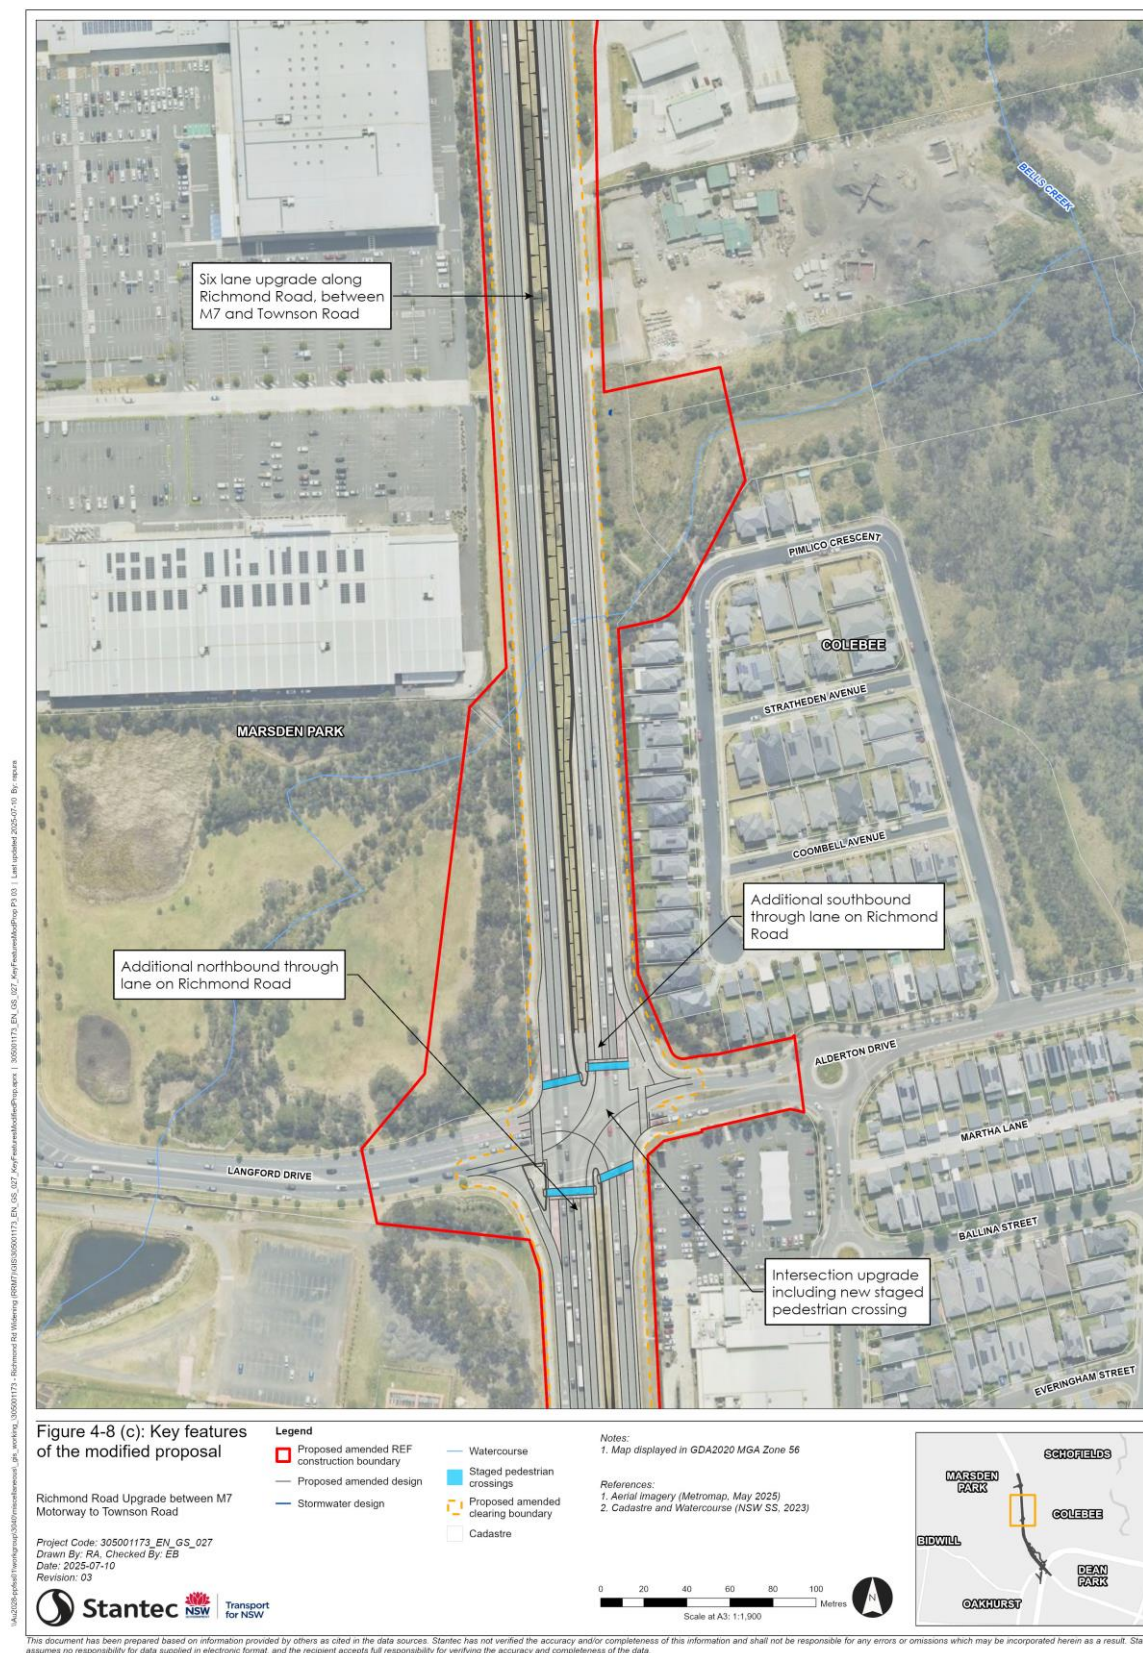 BELLS CREEK
Six lane upgrade along
Richmond Road, between
M7 and Townson Road
PIMLICO CRESCENT
COLEBEE
STRATHEDEN AVENUE
MARSDEN PARK
COOMBELL AVENUE
Additional southbound
through lane on Richmond
Road
Additional northbound through
lane on Richmond Road
ALDERTON DRIVE
MARTHA LANE
LANGFORD DRIVE
BALLINA STREET
Intersection upgrade
including new staged
pedestrian crossing
EVERINGHAM STREET
Figure 4-8 (c): Key features
of the modified proposal
Richmond Road Upgrade between M7
Motorway to Townson Road
Project Code: 305001173_EN_GS_027
Drawn By: RA, Checked By: EB
Date: 2025-07-10
Revision: 03
Stantec
NSW
GOVERNMENT
Transport
for NSW
Legend
Proposed amended REF
construction boundary
Proposed amended design
Stormwater design
Watercourse
Staged pedestrian
crossings
Proposed amended
clearing boundary
Cadastre
Notes:
1. Map displayed in GDA2020 MGA Zone 56
References:
1. Aerial imagery (Metromap, May 2025)
2. Cadastre and Watercourse (NSW SS, 2023)
0 20 40 60 80 100
Metres
Scale at A3: 1:1,900
N
SCHOFIELDS
MARSDEN
PARK
COLEBEE
BIDWILL
DEAN
PARK
OAKHURST
This document has been prepared based on information provided by others as cited in the data sources. Stantec has not verified the accuracy and/or completeness of this information and shall not be responsible for any errors or omissions which may be incorporated herein as a result. Sta
assumes no responsibility for data supplied in electronic format, and the recipient accepts full responsibility for verifying the accuracy and completeness of the data.